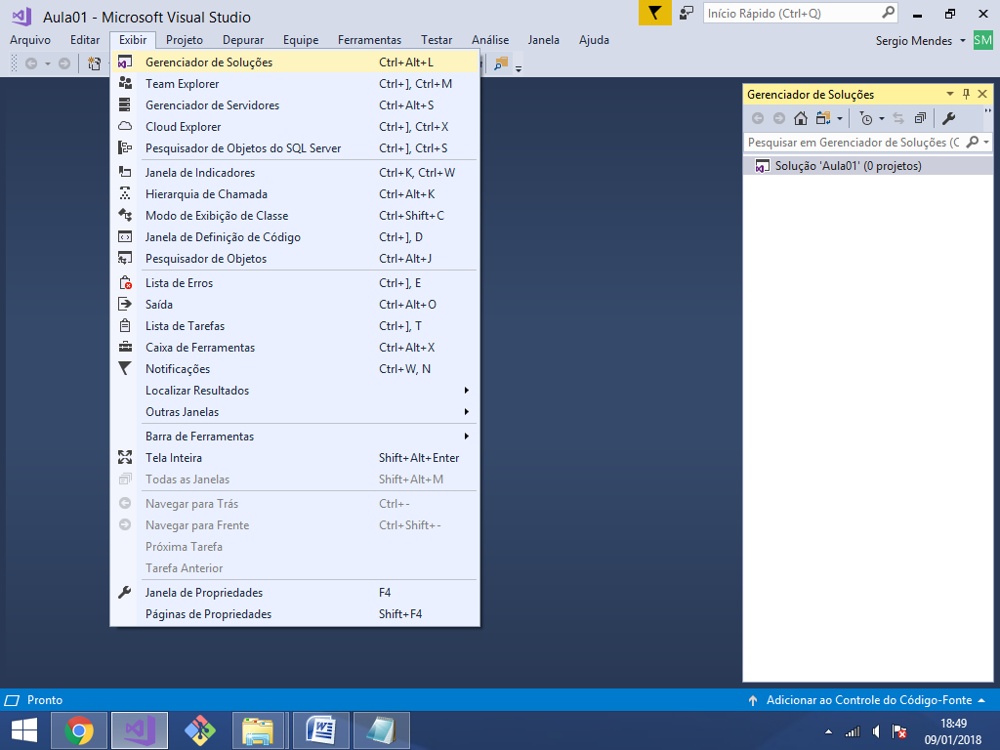 Aula01 - Microsoft Visual Studio
Início Rápido (Ctrl+Q)
Arquivo Editar Exibir Projeto Depurar Equipe Ferramentas Testar Análise Janela Ajuda Sergio Mendes SM
Gerenciador de Soluções Ctrl+Alt+L
Team Explorer Ctrl+], Ctrl+M
Gerenciador de Servidores Ctrl+Alt+S
Cloud Explorer Ctrl+], Ctrl+X
Pesquisador de Objetos do SQL Server Ctrl+], Ctrl+S
Janela de Indicadores Ctrl+K, Ctrl+W
Hierarquia de Chamada Ctrl+Alt+K
Modo de Exibição de Classe Ctrl+Shift+C
Janela de Definição de Código Ctrl+], D
Pesquisador de Objetos Ctrl+Alt+J
Lista de Erros Ctrl+], E
Saída Ctrl+Alt+O
Lista de Tarefas Ctrl+], T
Caixa de Ferramentas Ctrl+Alt+X
Notificações Ctrl+W, N
Localizar Resultados
Outras Janelas
Barra de Ferramentas
Tela Inteira Shift+Alt+Enter
Todas as Janelas Shift+Alt+M
Navegar para Trás Ctrl+-
Navegar para Frente Ctrl+Shift+-
Próxima Tarefa
Tarefa Anterior
Janela de Propriedades F4
Páginas de Propriedades Shift+F4
Gerenciador de Soluções
Pesquisar em Gerenciador de Soluções (C
Solução 'Aula01' (0 projetos)
Pronto
Adicionar ao Controle do Código-Fonte
18:49
09/01/2018